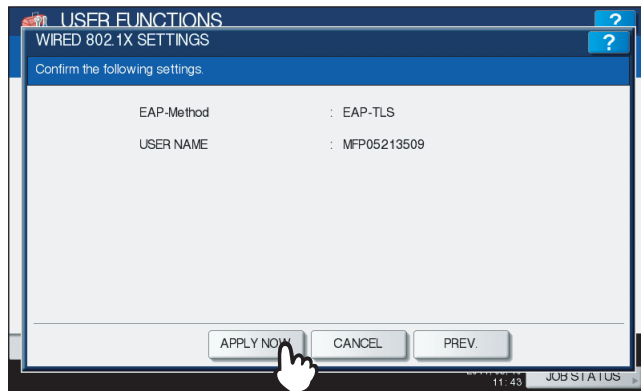 USER FUNCTIONS
?
WIRED 802.1X SETTINGS
?
Confirm the following settings.
EAP-Method : EAP-TLS
USER NAME : MFP05213509
APPLY NOW
CANCEL
PREV.
11:43
JOB STATUS